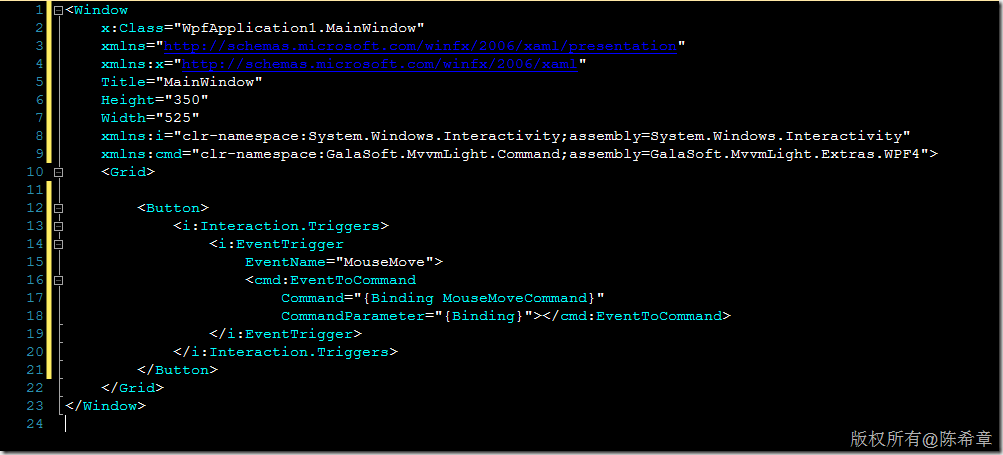 1 <Window
2 x:Class="WpfApplication1.MainWindow"
3 xmlns="http://schemas.microsoft.com/winfx/2006/xaml/presentation"
4 xmlns:x="http://schemas.microsoft.com/winfx/2006/xaml"
5 Title="MainWindow"
6 Height="350"
7 Width="525"
8 xmlns:i="clr-namespace:System.Windows.Interactivity;assembly=System.Windows.Interactivity"
9 xmlns:cmd="clr-namespace:GalaSoft.MvvmLight.Command;assembly=GalaSoft.MvvmLight.Extras.WPF4">
10 <Grid>
11
12 <Button>
13 <i:Interaction.Triggers>
14 <i:EventTrigger
15 EventName="MouseMove">
16 <cmd:EventToCommand
17 Command="{Binding MouseMoveCommand}"
18 CommandParameter="{Binding}"></cmd:EventToCommand>
19 </i:EventTrigger>
20 </i:Interaction.Triggers>
21 </Button>
22 </Grid>
23 </Window>
24
版权所有@陈希章